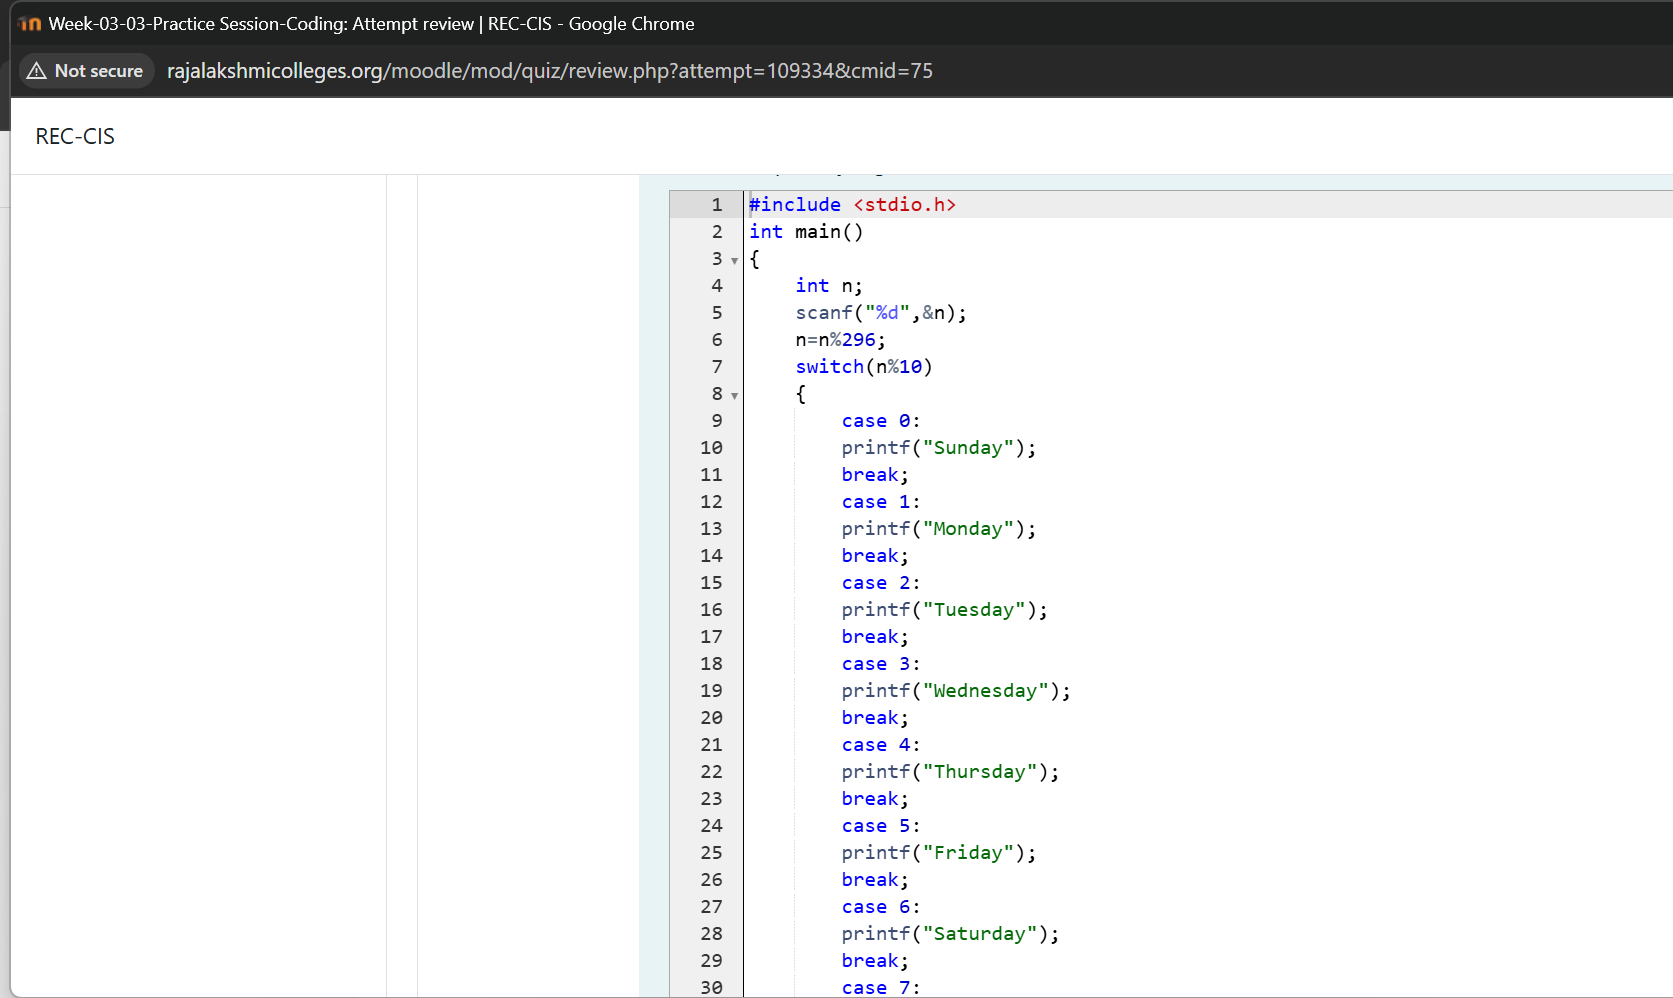 Week-03-03-Practice Session-Coding: Attempt review | REC-CIS - Google Chrome
Not secure rajalakshmicolleges.org/moodle/mod/quiz/review.php?attempt=109334&cmid=75
REC-CIS
1 #include <stdio.h>
2 int main()
3 {
4     int n;
5     scanf("%d",&n);
6     n=n%296;
7     switch(n%10)
8     {
9         case 0:
10         printf("Sunday");
11         break;
12         case 1:
13         printf("Monday");
14         break;
15         case 2:
16         printf("Tuesday");
17         break;
18         case 3:
19         printf("Wednesday");
20         break;
21         case 4:
22         printf("Thursday");
23         break;
24         case 5:
25         printf("Friday");
26         break;
27         case 6:
28         printf("Saturday");
29         break;
30         case 7: